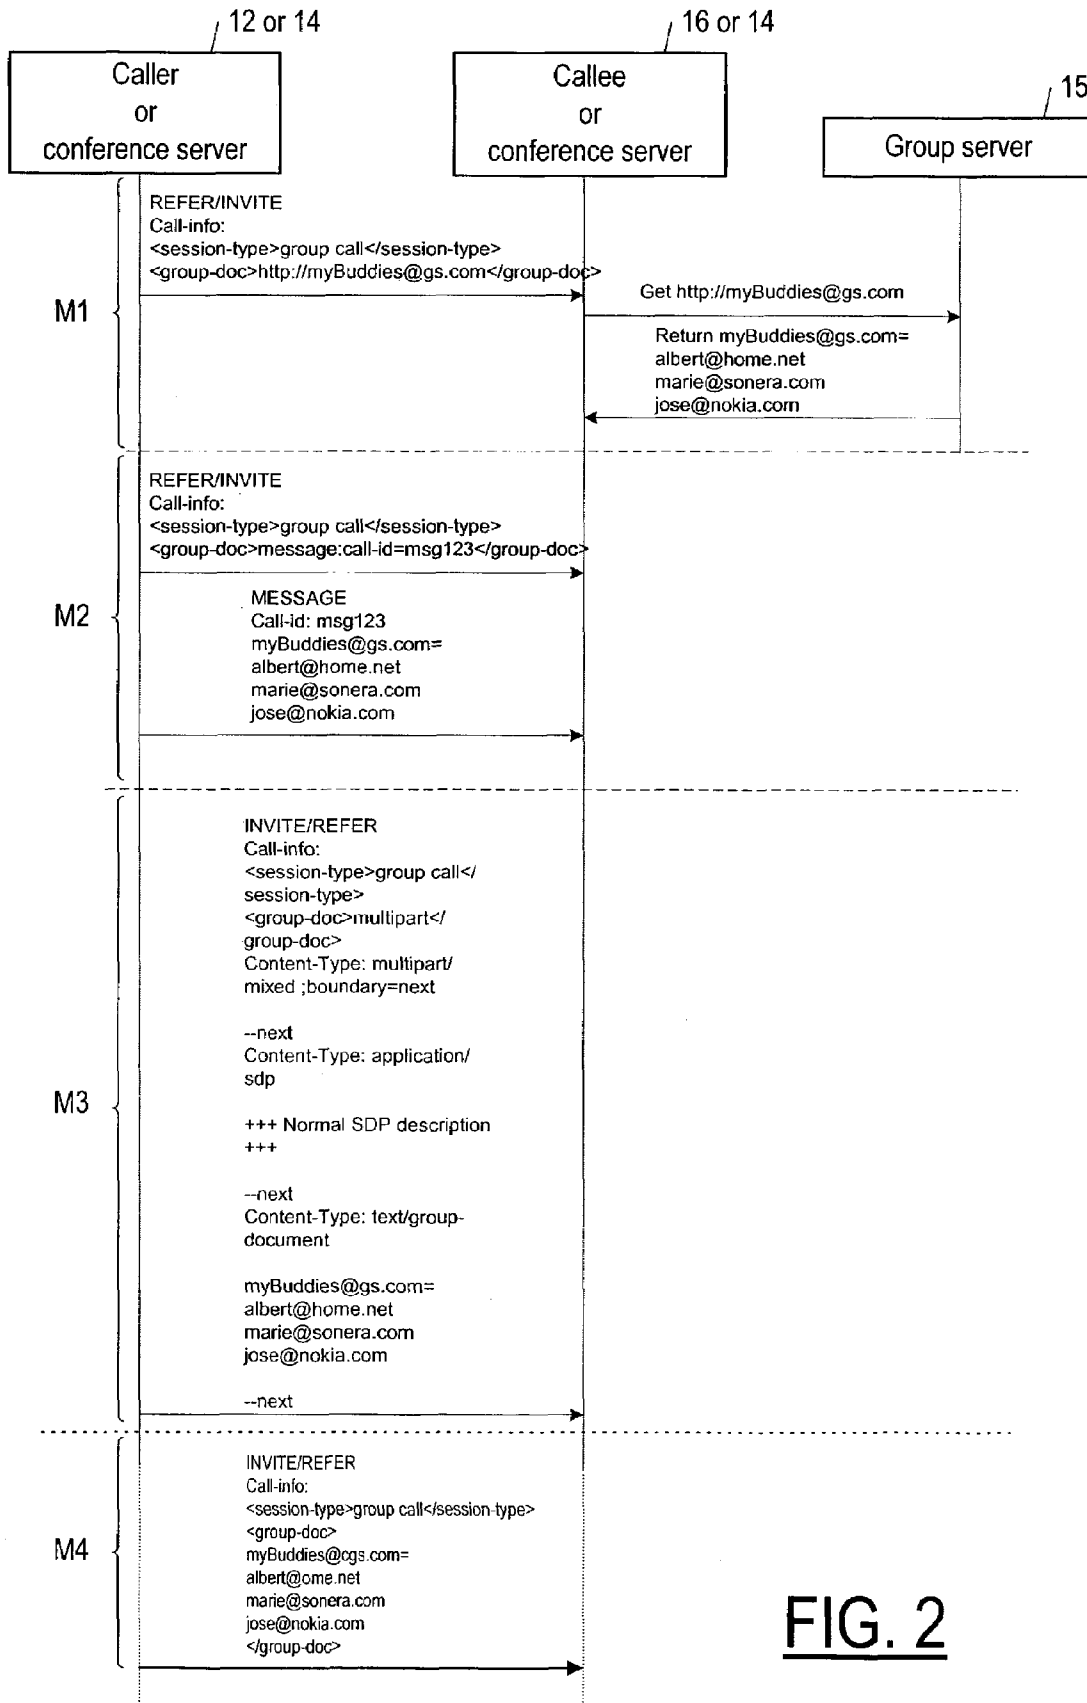 12 or 14
16 or 14
15
Caller
or
conference server
Callee
or
conference server
Group server
M1
REFER/INVITE
Call-info:
<session-type>group call</session-type>
<group-doc>http://myBuddies@gs.com</group-doc>
Get http://myBuddies@gs.com
Return myBuddies@gs.com=
albert@home.net
marie@sonera.com
jose@nokia.com
M2
REFER/INVITE
Call-info:
<session-type>group call</session-type>
<group-doc>message:call-id=msg123</group-doc>
MESSAGE
Call-id: msg123
myBuddies@gs.com=
albert@home.net
marie@sonera.com
jose@nokia.com
M3
INVITE/REFER
Call-info:
<session-type>group call</
session-type>
<group-doc>multipart</
group-doc>
Content-Type: multipart/
mixed ;boundary=next
--next
Content-Type: application/
sdp
+++ Normal SDP description
+++
--next
Content-Type: text/group-
document
myBuddies@gs.com=
albert@home.net
marie@sonera.com
jose@nokia.com
--next
M4
INVITE/REFER
Call-info:
<session-type>group call</session-type>
<group-doc>
myBuddies@cgs.com=
albert@ome.net
marie@sonera.com
jose@nokia.com
</group-doc>
FIG. 2